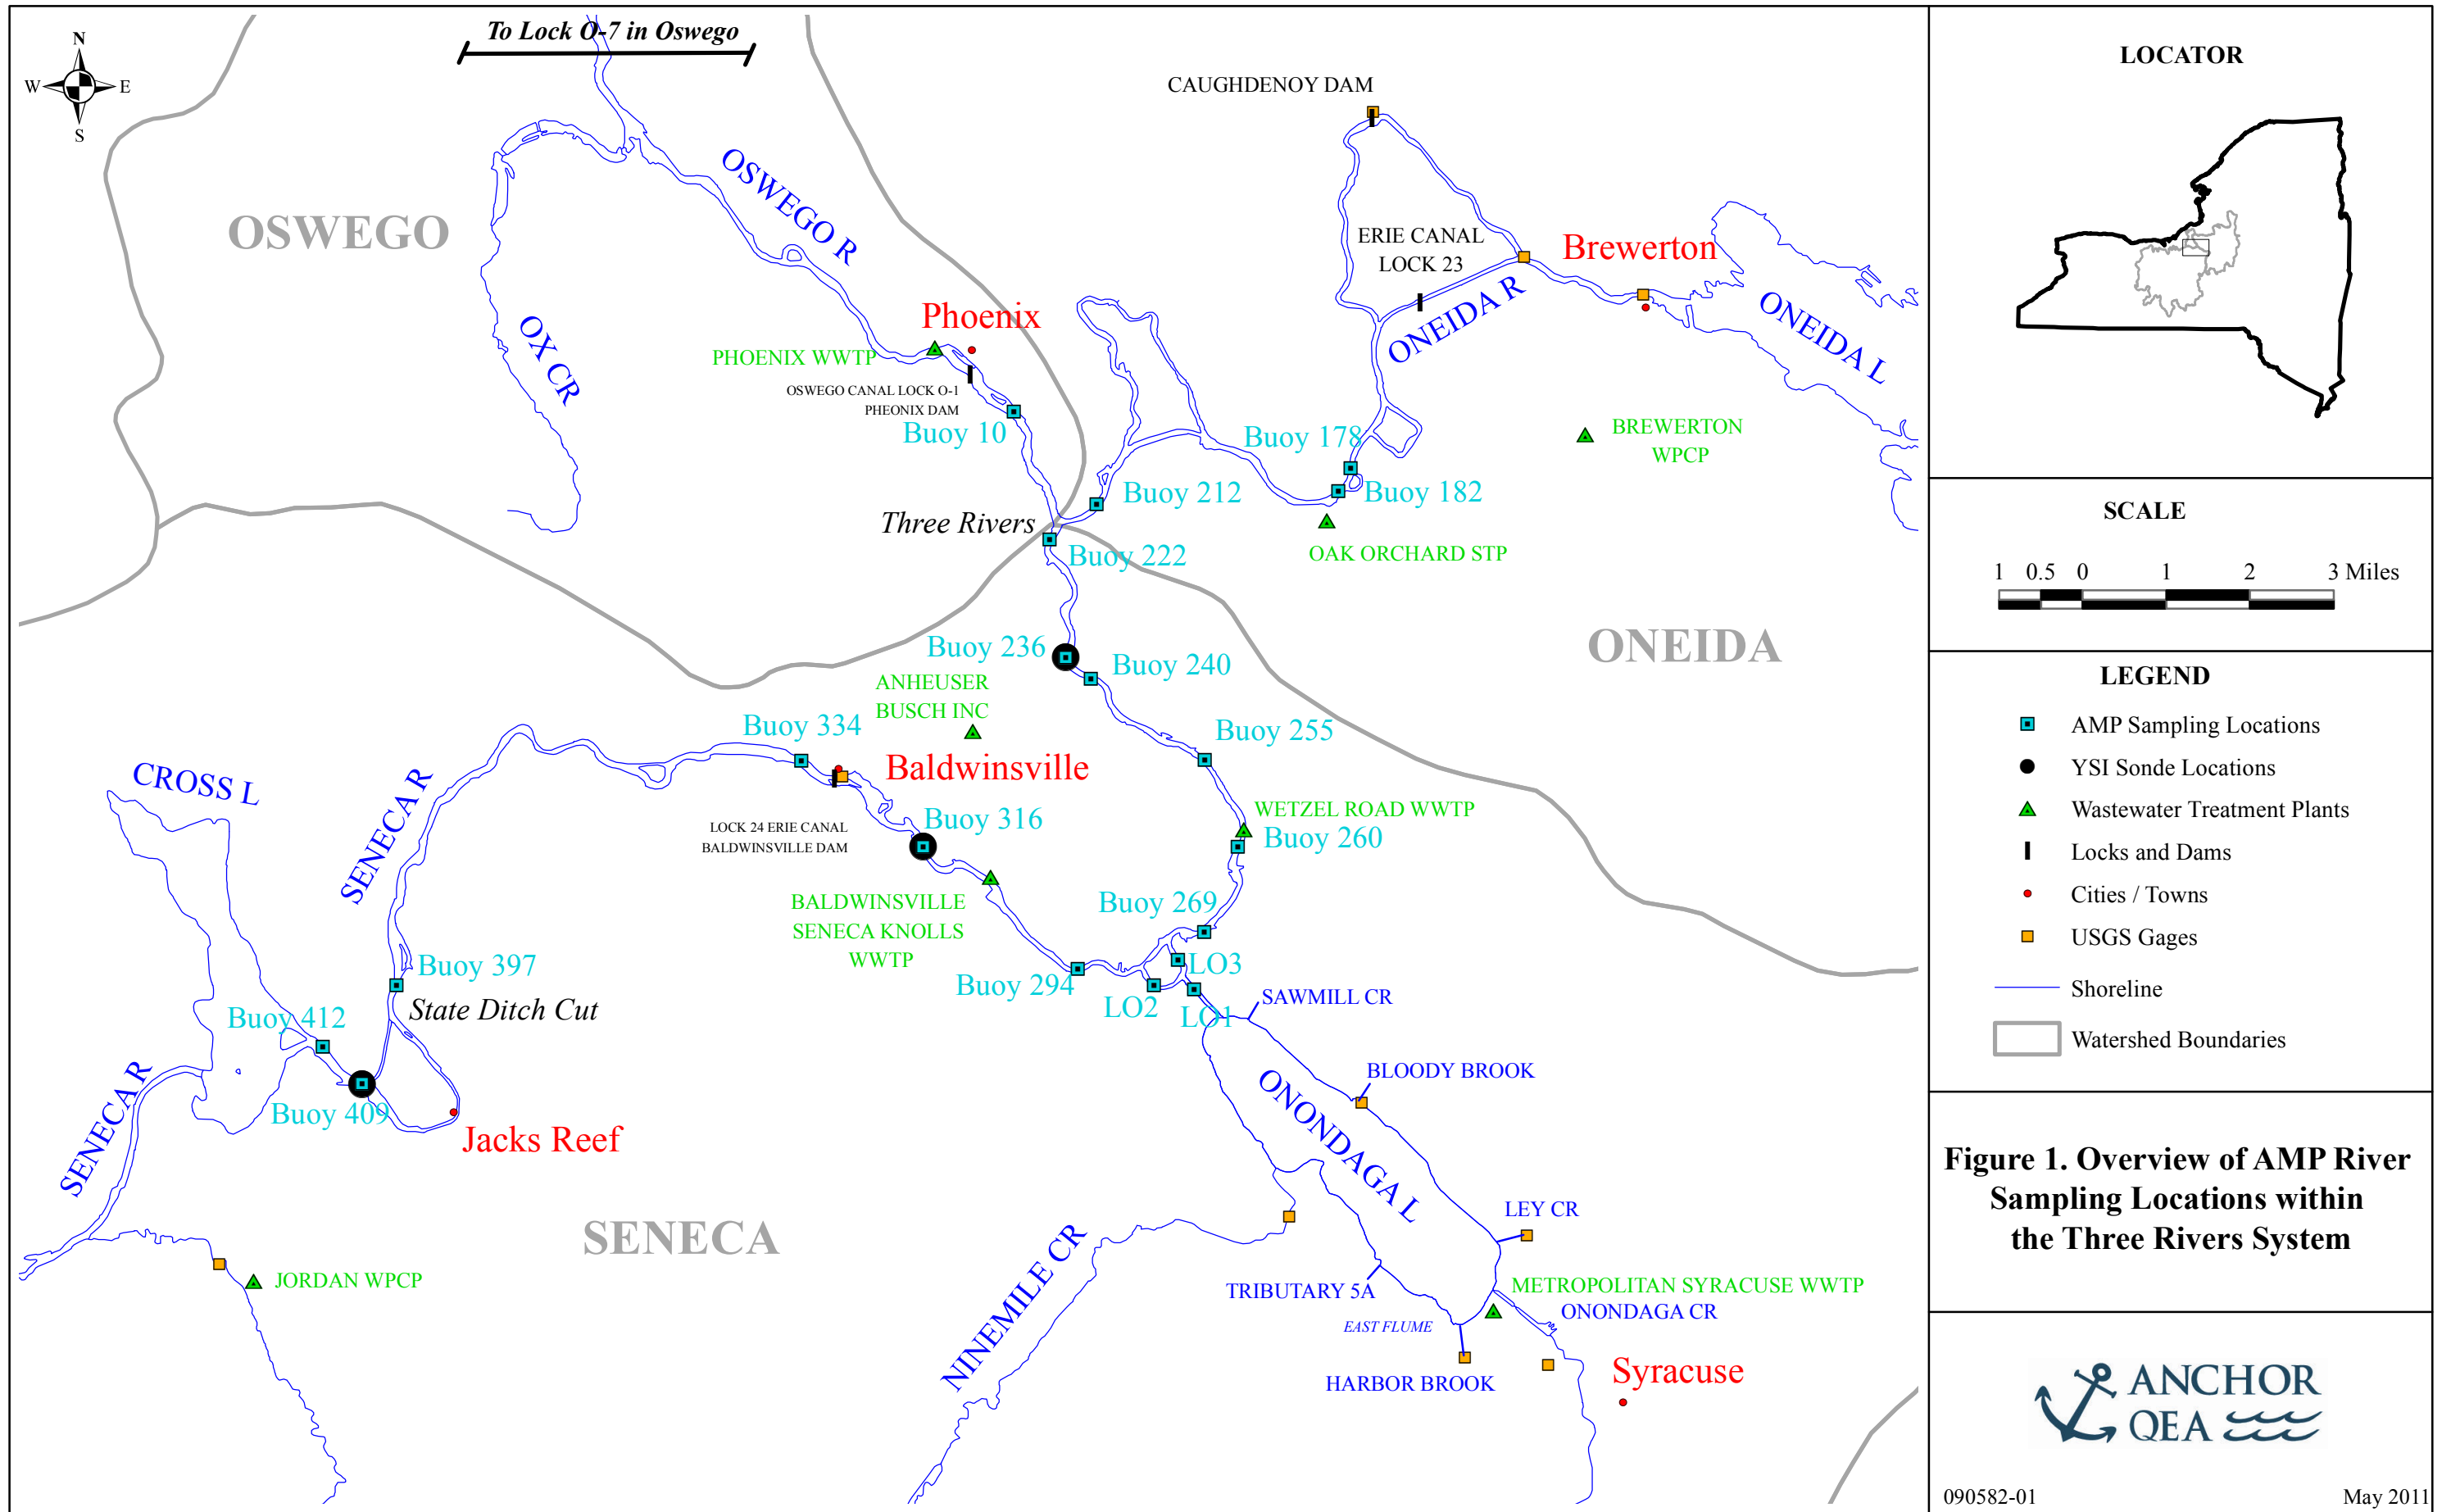 To Lock O-7 in Oswego
N
W
E
S
CAUGHDENOY DAM
OSWEGO
OSWEGO R
OX CR
ERIE CANAL
LOCK 23
Brewerton
ONEIDA R
ONEIDA L
Phoenix
PHOENIX WWTP
OSWEGO CANAL LOCK O-1
PHEONIX DAM
Buoy 10
Buoy 178
BREWERTON
WPCP
Buoy 212
Buoy 182
Three Rivers
Buoy 222
OAK ORCHARD STP
Buoy 236
Buoy 240
ONEIDA
ANHEUSER
BUSCH INC
Buoy 334
Buoy 255
Baldwinsville
CROSS L
SENECA R
LOCK 24 ERIE CANAL
BALDWINSVILLE DAM
Buoy 316
WETZEL ROAD WWTP
Buoy 260
BALDWINSVILLE
SENECA KNOLLS
WWTP
Buoy 269
Buoy 397
LO3
Buoy 294
LO2
LO1
SAWMILL CR
State Ditch Cut
Buoy 412
SENECA R
Buoy 409
Jacks Reef
BLOODY BROOK
ONONDAGA L
SENECA
LEY CR
NINEMILE CR
JORDAN WPCP
TRIBUTARY 5A
METROPOLITAN SYRACUSE WWTP
ONONDAGA CR
EAST FLUME
HARBOR BROOK
Syracuse
LOCATOR
SCALE
1 0.5 0 1 2 3 Miles
LEGEND
AMP Sampling Locations
YSI Sonde Locations
Wastewater Treatment Plants
Locks and Dams
Cities / Towns
USGS Gages
Shoreline
Watershed Boundaries
Figure 1. Overview of AMP River
Sampling Locations within
the Three Rivers System
ANCHOR
QEA
090582-01
May 2011